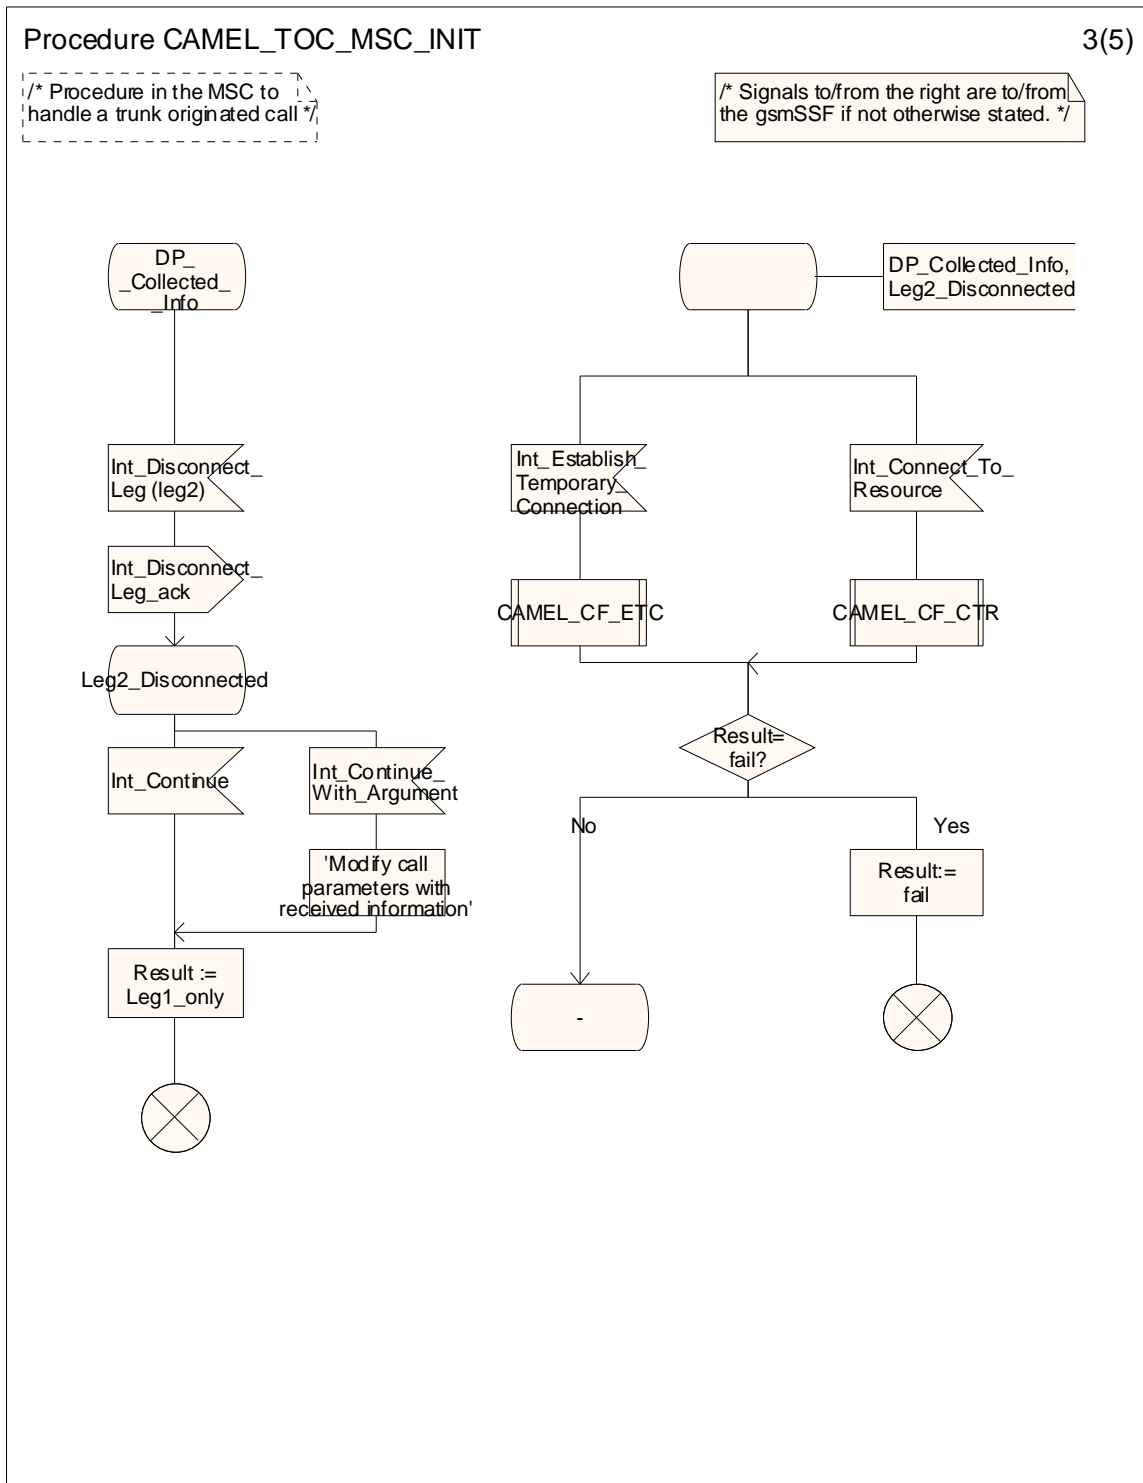 Procedure CAMEL_TOC_MSC_INIT
3(5)
/* Procedure in the MSC to
handle a trunk originated call */
/* Signals to/from the right are to/from
the gsmSSF if not otherwise stated. */
DP_
_Collected_
_Info
DP_Collected_Info,
Leg2_Disconnected
Int_Disconnect_
Leg (leg2)
Int_Establish_
Temporary_
Connection
Int_Connect_To_
Resource
Int_Disconnect_
Leg_ack
CAMEL_CF_ETC
CAMEL_CF_CTR
Leg2_Disconnected
Result=
fail?
Int_Continue
Int_Continue_
With_Argument
No
Yes
'Modify call
parameters with
received information'
Result:=
fail
Result :=
Leg1_only
-